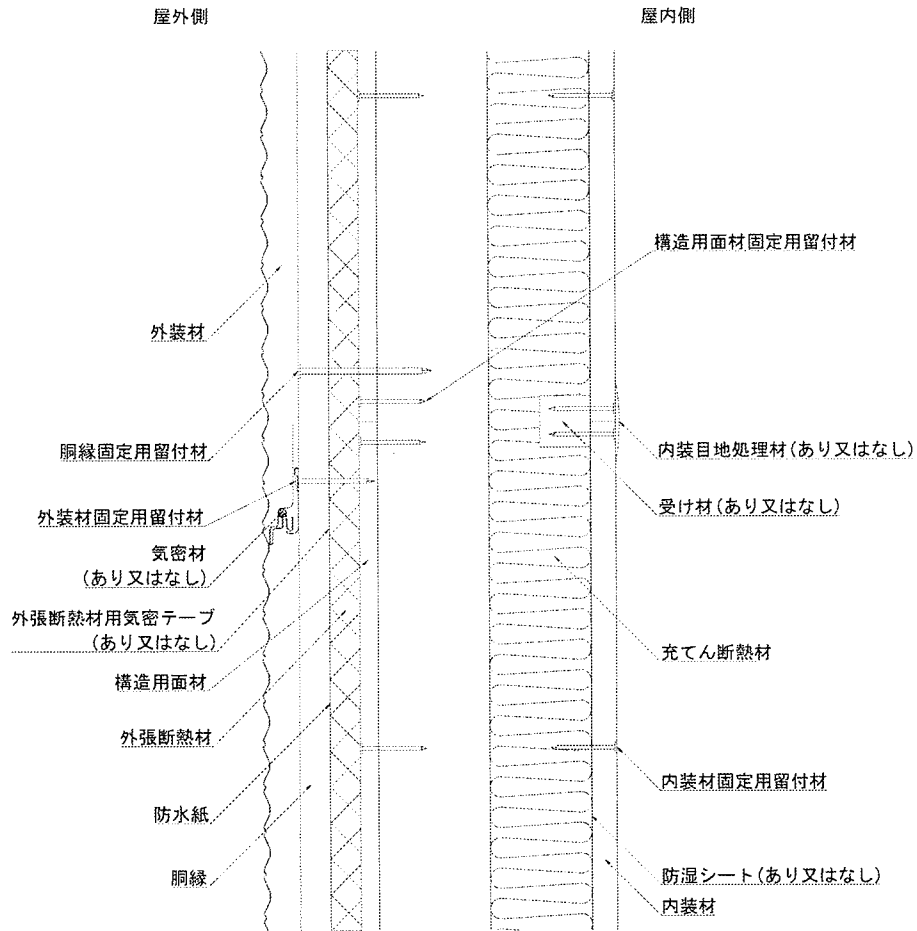 屋外側
屋内側
外装材
胴縁固定用留付材
外装材固定用留付材
気密材
(あり又はなし)
外張断熱材用気密テープ
(あり又はなし)
構造用面材
外張断熱材
防水紙
胴縁
構造用面材固定用留付材
内装目地処理材(あり又はなし)
受け材(あり又はなし)
充てん断熱材
内装材固定用留付材
防湿シート(あり又はなし)
内装材